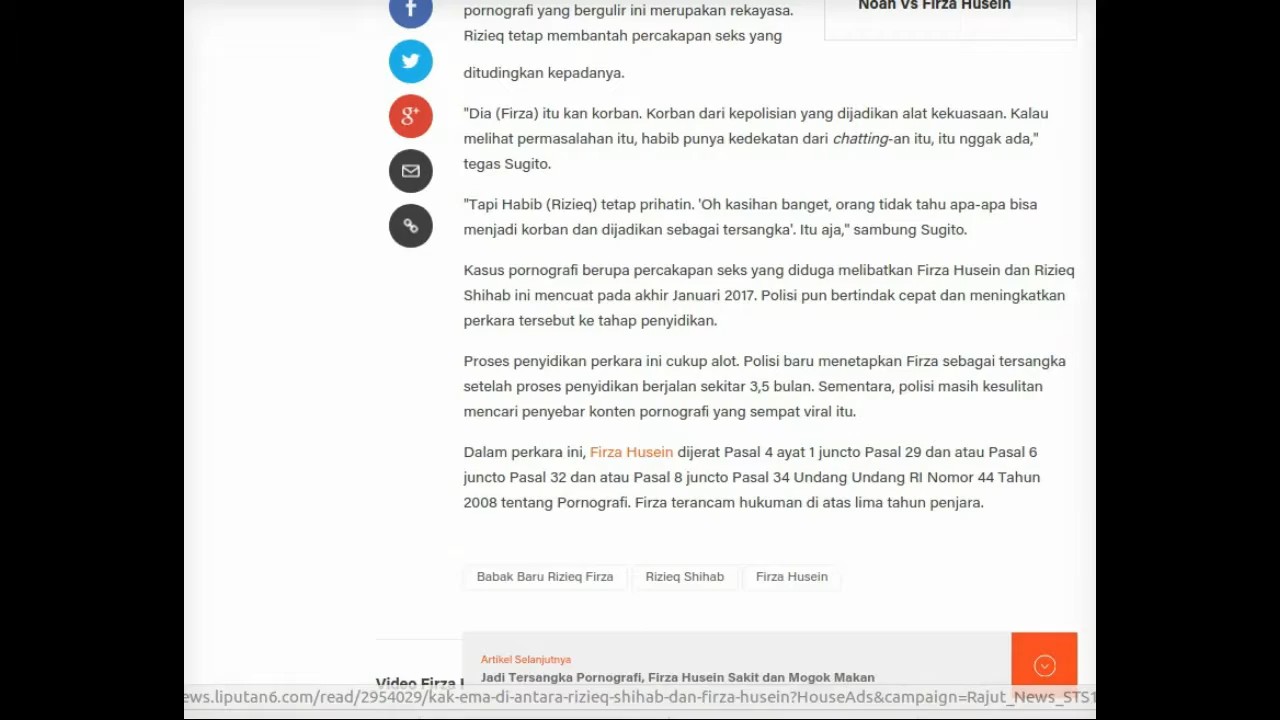 Noah Vs Firza Husein
pornografi yang bergulir ini merupakan rekayasa.
Rizieq tetap membantah percakapan seks yang
ditudingkan kepadanya.
"Dia (Firza) itu kan korban. Korban dari kepolisian yang dijadikan alat kekuasaan. Kalau
melihat permasalahan itu, habib punya kedekatan dari chatting-an itu, itu nggak ada,"
tegas Sugito.
"Tapi Habib (Rizieq) tetap prihatin. 'Oh kasihan banget, orang tidak tahu apa-apa bisa
menjadi korban dan dijadikan sebagai tersangka'. Itu aja," sambung Sugito.
Kasus pornografi berupa percakapan seks yang diduga melibatkan Firza Husein dan Rizieq
Shihab ini mencuat pada akhir Januari 2017. Polisi pun bertindak cepat dan meningkatkan
perkara tersebut ke tahap penyidikan.
Proses penyidikan perkara ini cukup alot. Polisi baru menetapkan Firza sebagai tersangka
setelah proses penyidikan berjalan sekitar 3,5 bulan. Sementara, polisi masih kesulitan
mencari penyebar konten pornografi yang sempat viral itu.
Dalam perkara ini, Firza Husein dijerat Pasal 4 ayat 1 juncto Pasal 29 dan atau Pasal 6
juncto Pasal 32 dan atau Pasal 8 juncto Pasal 34 Undang Undang RI Nomor 44 Tahun
2008 tentang Pornografi. Firza terancam hukuman di atas lima tahun penjara.
Babak Baru Rizieq Firza Rizieq Shihab Firza Husein
Artikel Selanjutnya
Jadi Tersangka Pornografi, Firza Husein Sakit dan Mogok Makan
Video Firza
ews.liputan6.com/read/2954029/kak-ema-di-antara-rizieq-shihab-dan-firza-husein?HouseAds&campaign=Rajut_News_STS1